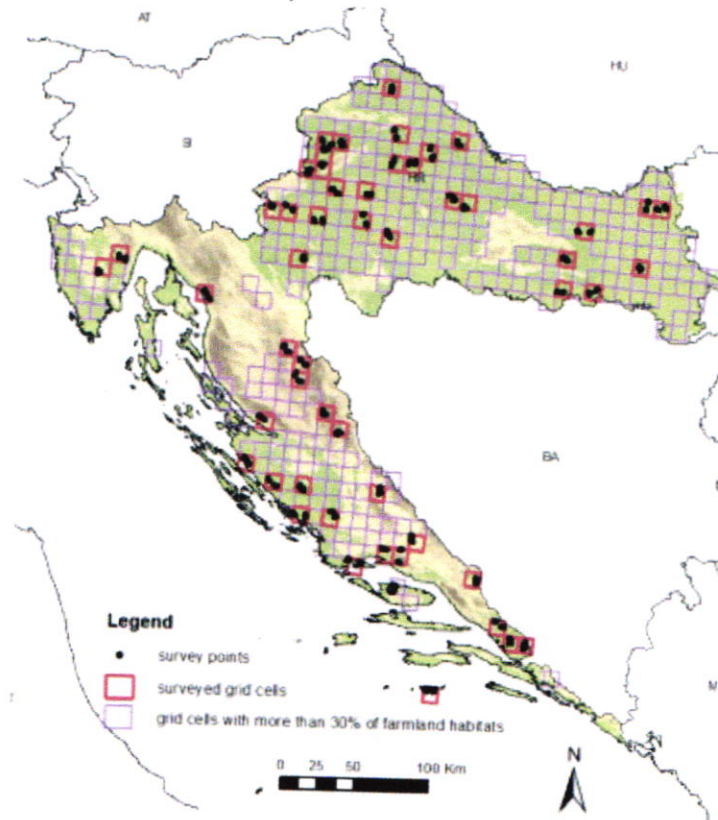 AT
HU
SI
HR
BA
M
Legend
survey points
surveyed grid cells
grid cells with more than 30% of farmland habitats
0 25 50 100 Km
N